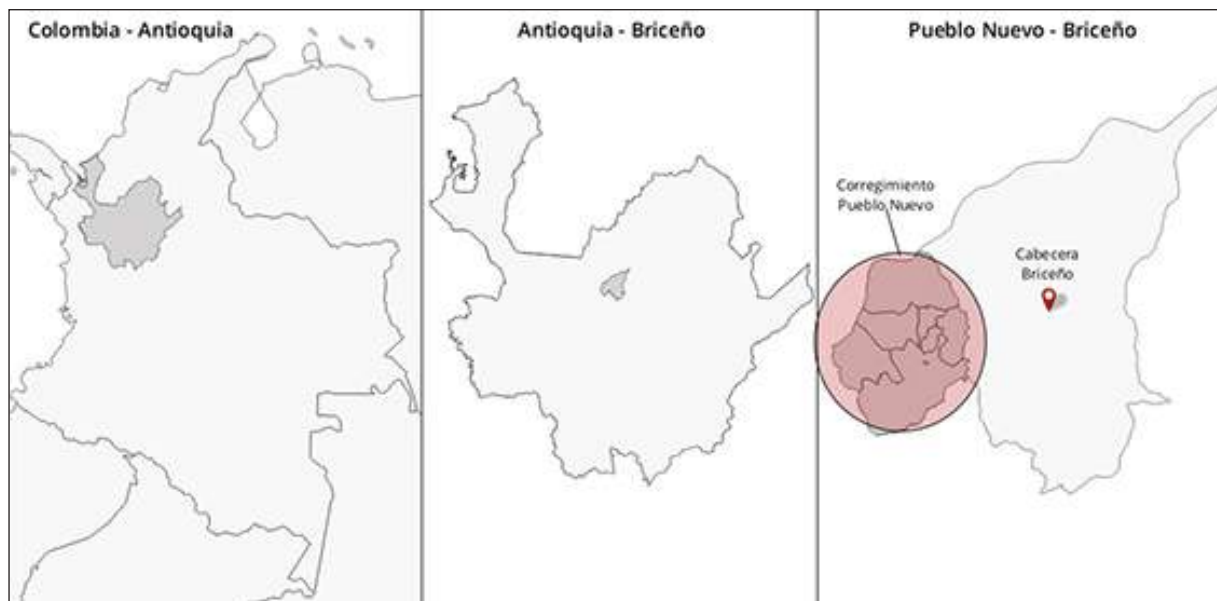 Colombia - Antioquia
Antioquia - Briceño
Pueblo Nuevo - Briceño
Corregimiento
Pueblo Nuevo
Cabecera
Briceño